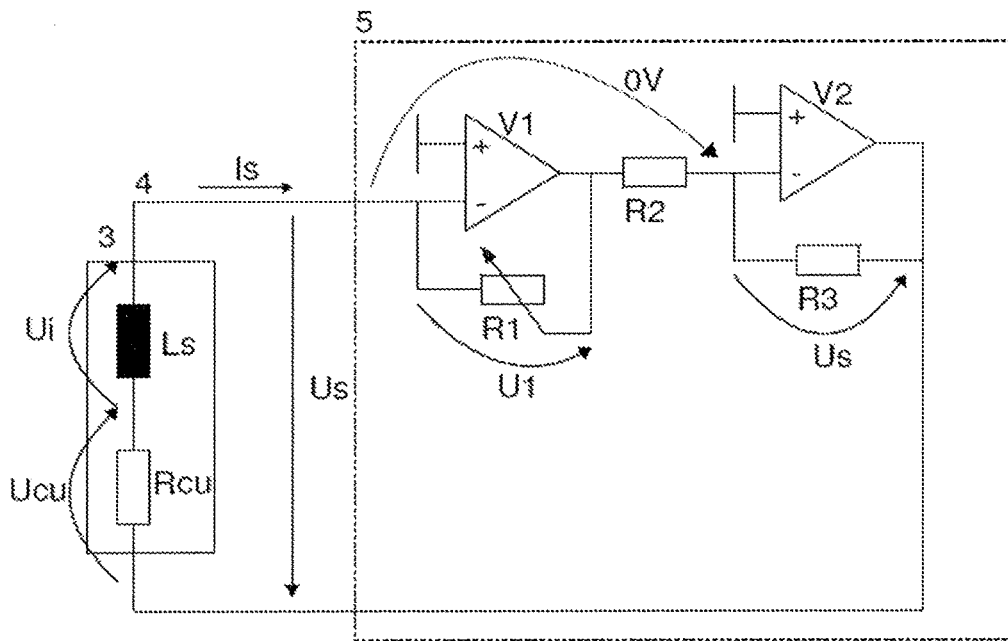 5
0V
V2
+
-
V1
+
-
R2
4
Is
3
R3
R1
Ui
Ls
Us
U1
Us
Ucu
Rcu